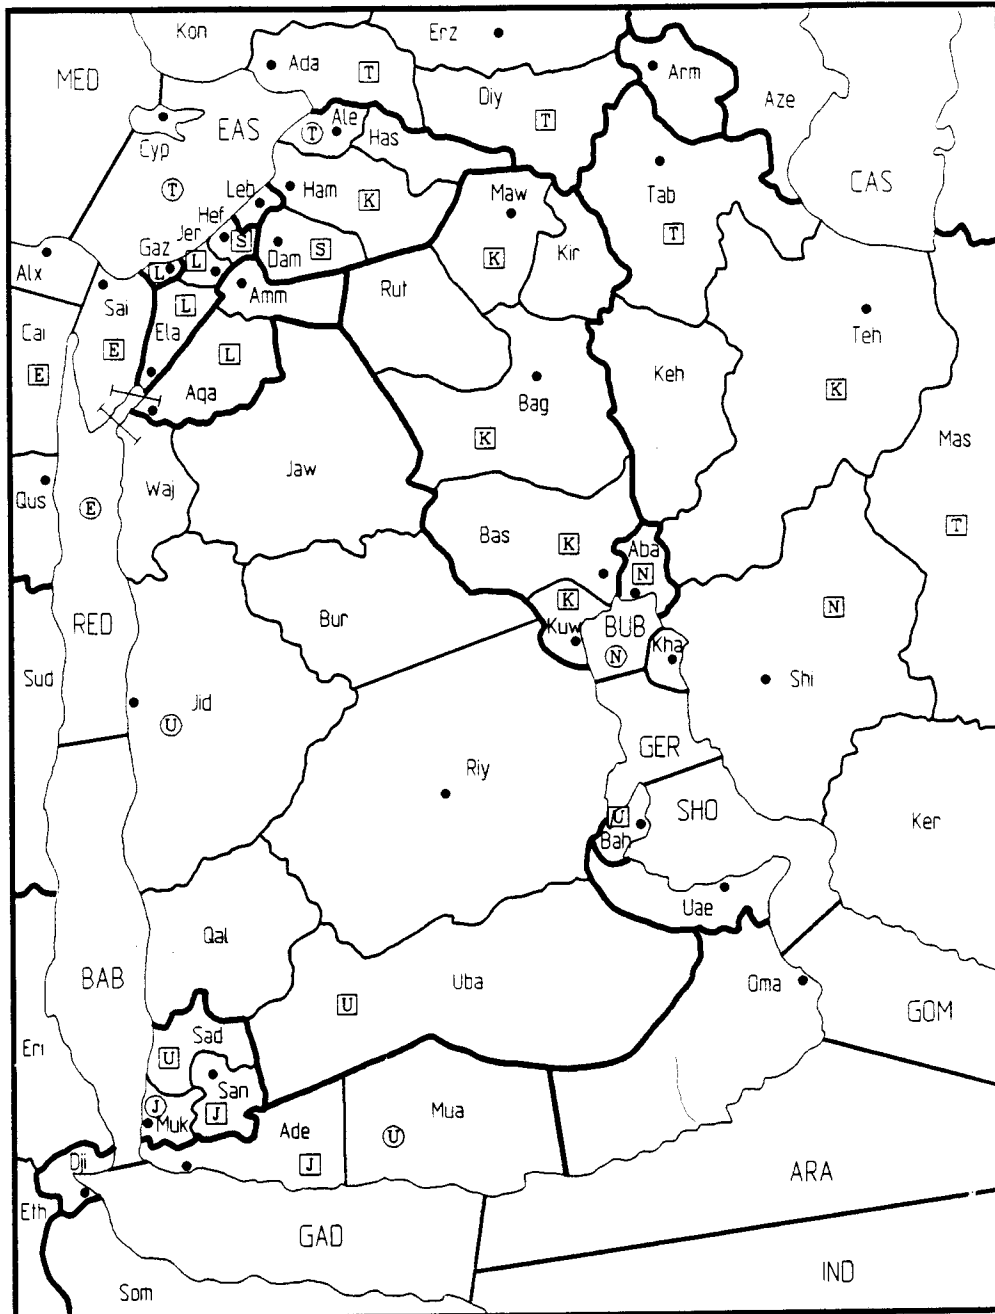 Kon
Erz
MED
Ada
T
Arm
Diy
T
Aze
Cyp
EAS
T
Ale
Has
T
CAS
Leb
Ham
K
Maw
Tab
Hef
S
Jer
Gaz
L
L
Dam
S
K
Kir
T
Alx
Sai
Amm
Rut
Ela
L
Cai
E
E
Aqa
L
Teh
Keh
K
Bag
K
Mas
T
Qus
E
Waj
Jaw
Bas
K
Aba
N
K
Kuw
BUB
N
Kha
N
RED
Bur
Sud
Jid
U
Shi
GER
Riy
U
Bah
SHO
Ker
Uae
Qal
BAB
Uba
U
Oma
GOM
Eri
Sad
U
San
J
J
Muk
Ade
J
Mua
U
Dji
Eth
ARA
GAD
IND
Som